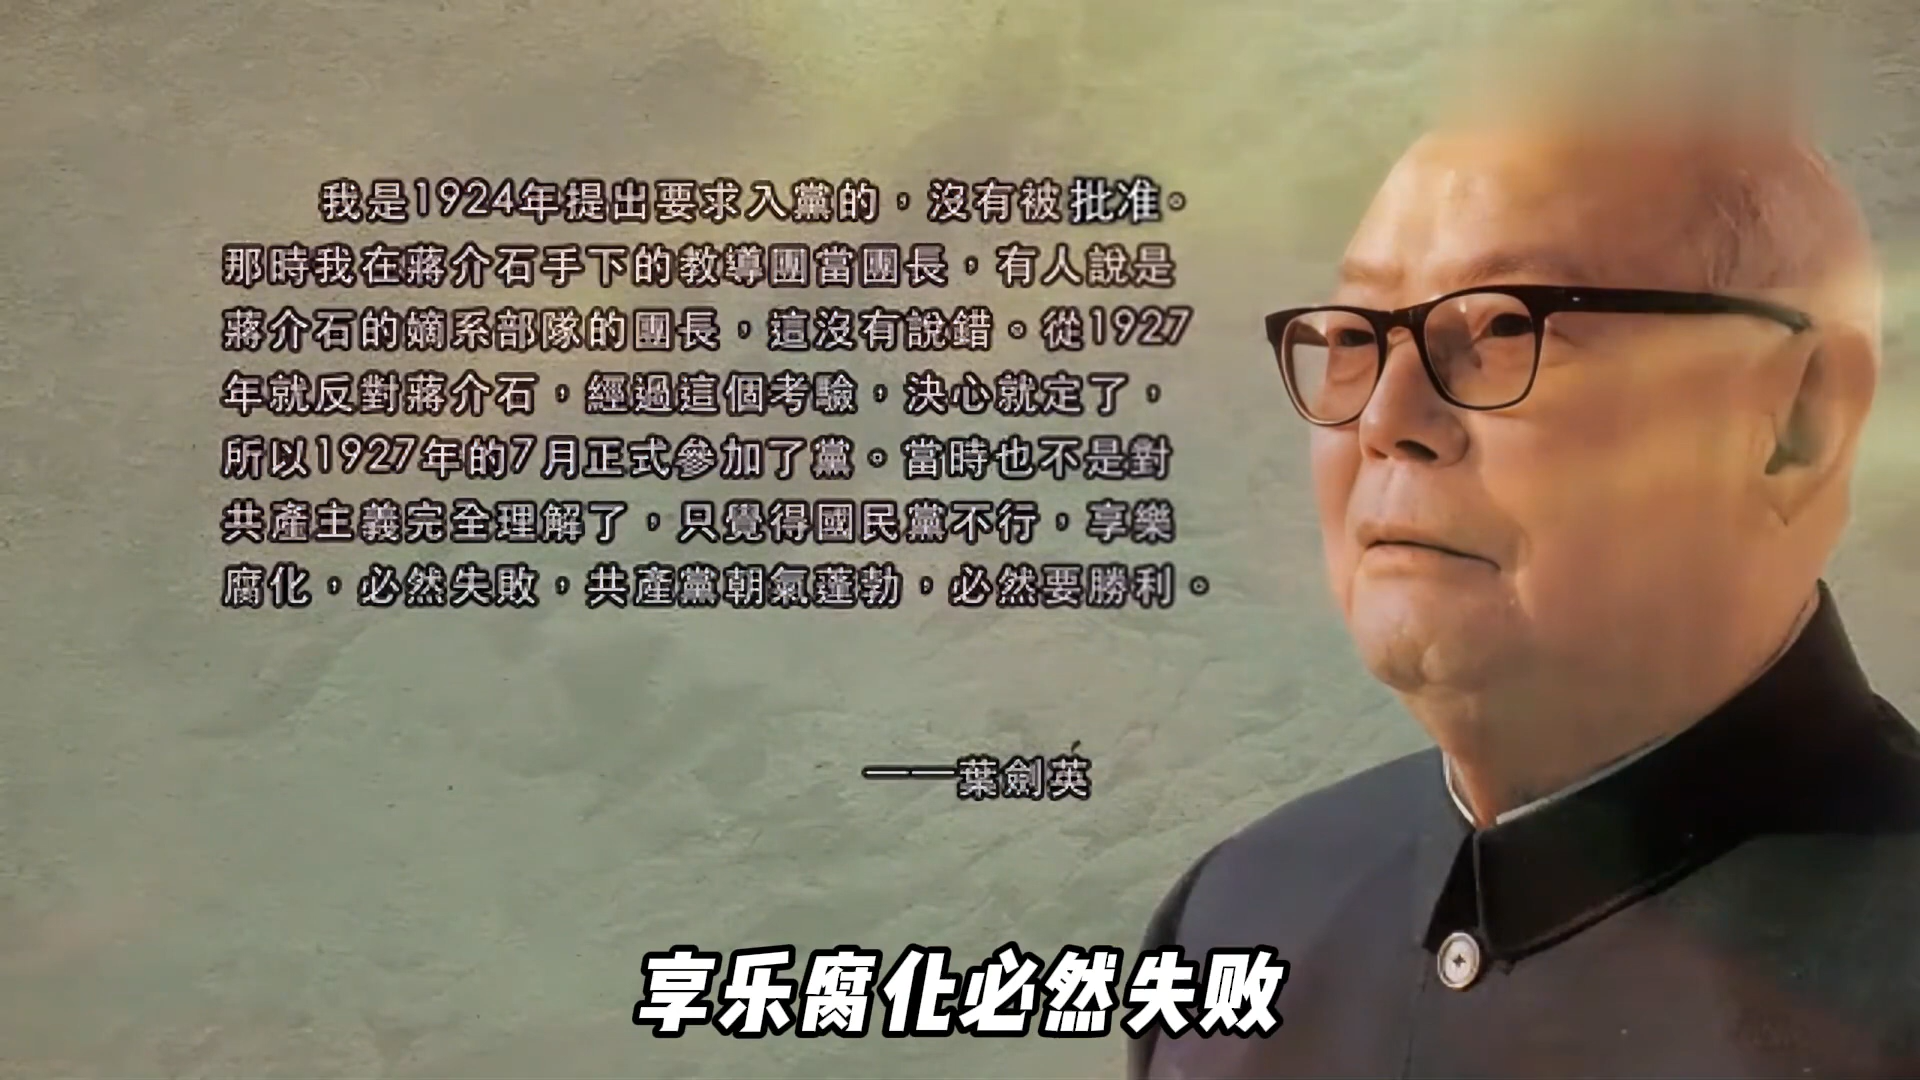 我是1924年提出要求入黨的，沒有被批准。
那時我在蔣介石手下的教導團當團長，有人說是
蔣介石的嫡系部隊的團長，這沒有說錯。從1927
年就反對蔣介石，經過這個考驗，決心就定了，
所以1927年的7月正式參加了黨。當時也不是對
共產主義完全理解了，只覺得國民黨不行，享樂
腐化，必然失敗，共產黨朝氣蓬勃，必然要勝利。
——葉劍英
享乐腐化必然失败